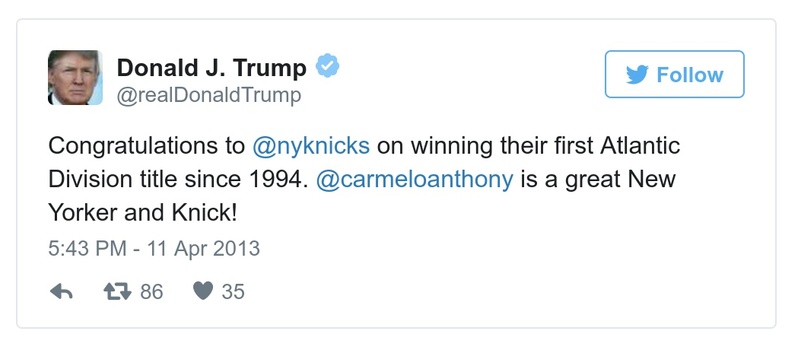 Donald J. Trump
@realDonaldTrump
Follow
Congratulations to @nyknicks on winning their first Atlantic
Division title since 1994. @carmeloanthony is a great New
Yorker and Knick!
5:43 PM - 11 Apr 2013
86 35